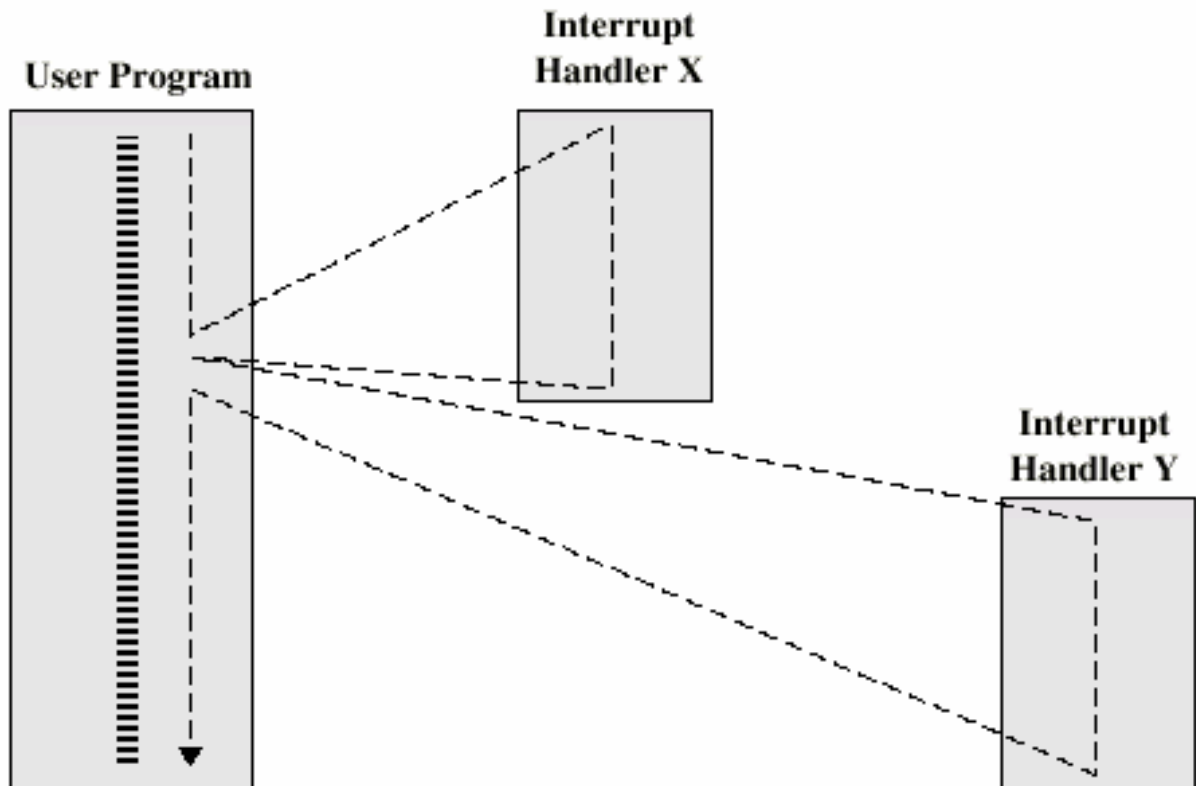 User Program
Interrupt
Handler X
Interrupt
Handler Y